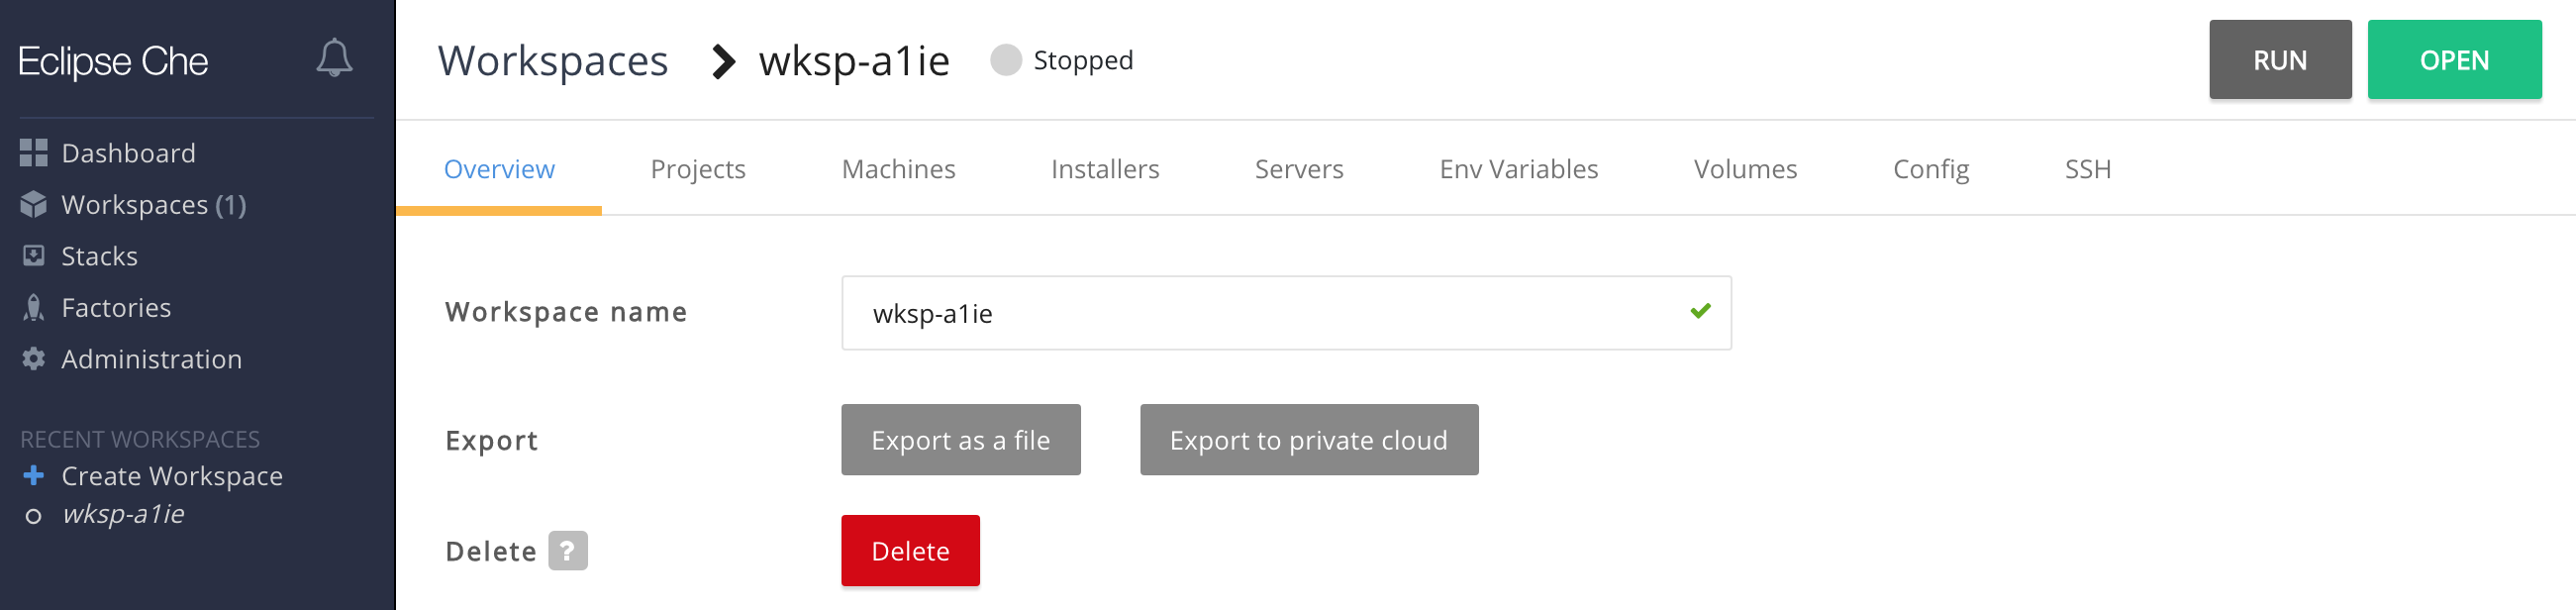 Eclipse Che
Dashboard
Workspaces (1)
Stacks
Factories
Administration
RECENT WORKSPACES
Create Workspace
wksp-a1ie
Workspaces wksp-a1ie Stopped
RUN OPEN
Overview Projects Machines Installers Servers Env Variables Volumes Config SSH
Workspace name wksp-a1ie
Export Export as a file Export to private cloud
Delete ? Delete